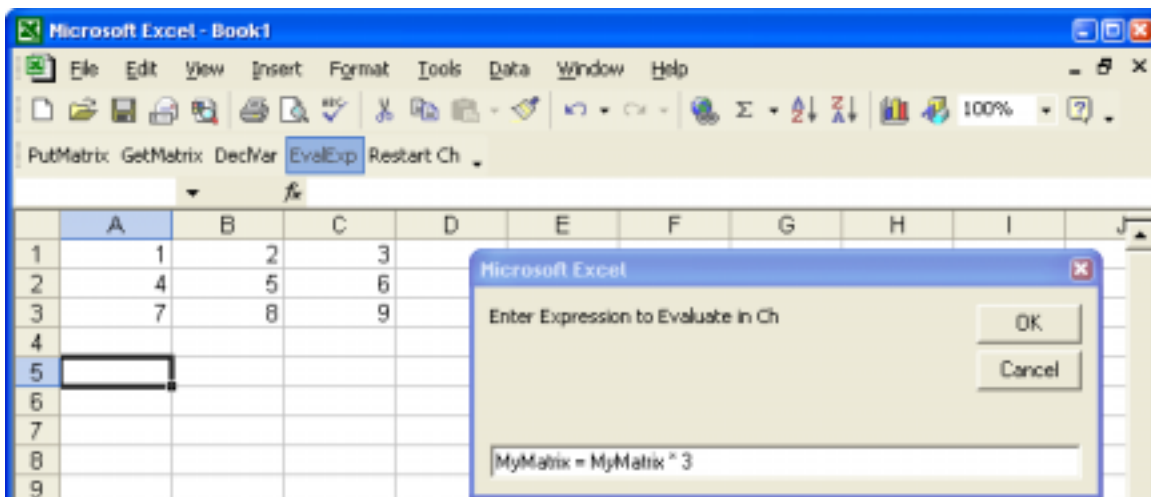 Microsoft Excel - Book1
File Edit View Insert Format Tools Data Window Help
100%
PutMatrix GetMatrix DeclVar EvalExp Restart Ch
fx
A B C D E F G H I J
1 1 2 3
2 4 5 6
3 7 8 9
4
5
6
7
8
9
Microsoft Excel
Enter Expression to Evaluate in Ch
OK
Cancel
MyMatrix = MyMatrix * 3